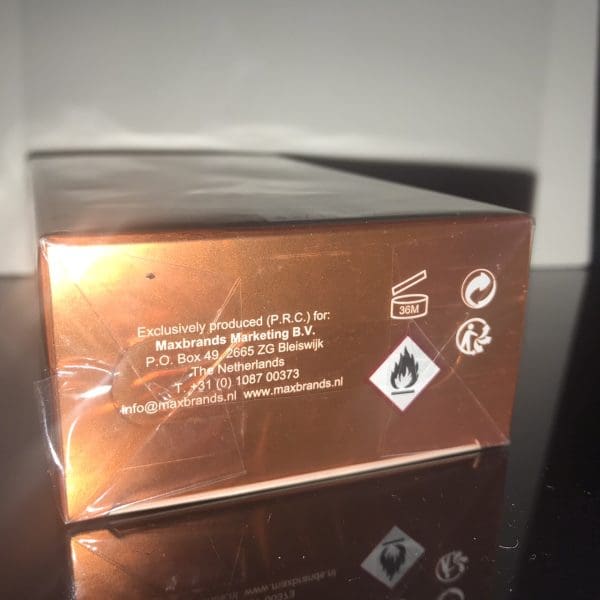 Exclusively produced (P.R.C.) for:
Maxbrands Marketing B.V.
P.O. Box 49, 2665 ZG Bleiswijk
The Netherlands
T. +31 (0) 1087 00373
info@maxbrands.nl www.maxbrands.nl
36M